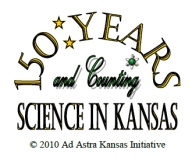 150 YEARS
and Counting
SCIENCE IN KANSAS
© 2010 Ad Astra Kansas Initiative